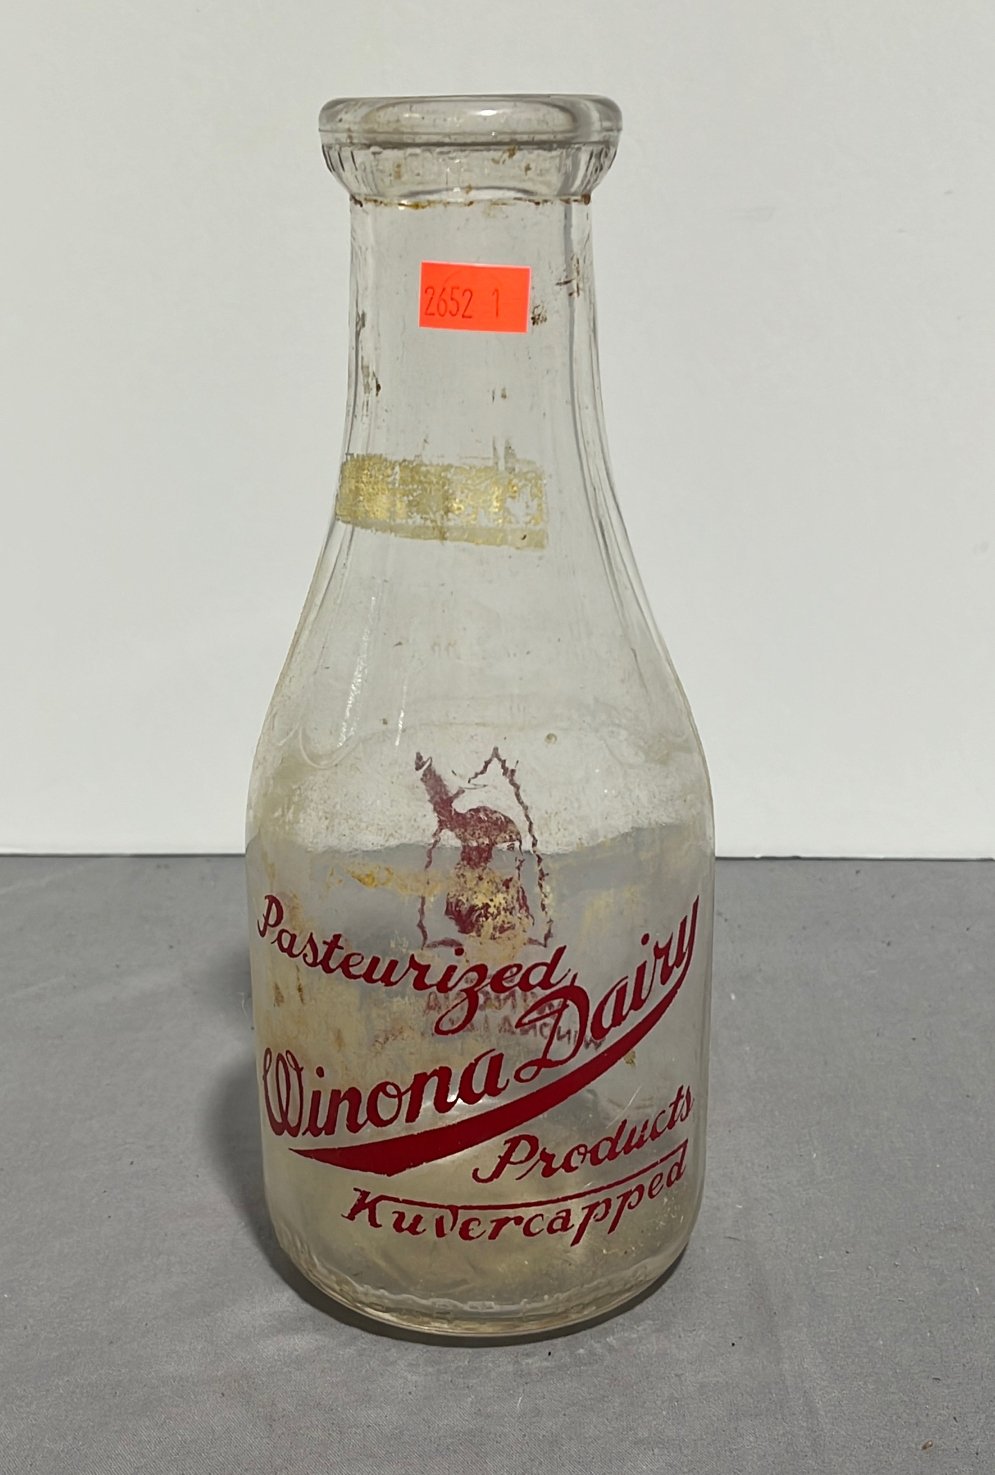 2652 1
Pasteurized
Winona Dairy
Products
Kuvercapped